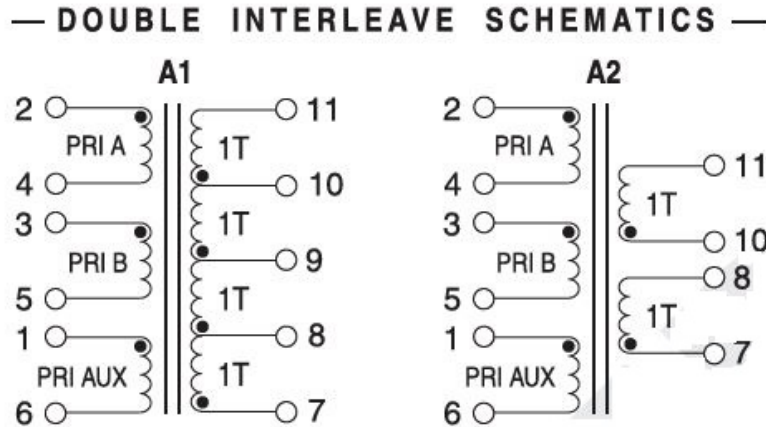 — DOUBLE INTERLEAVE SCHEMATICS —
A1
2
11
PRI A
1T
4
10
3
1T
PRI B
9
5
1T
1
8
PRI AUX
1T
6
7
A2
2
PRI A
11
4
1T
3
10
PRI B
8
5
1T
1
7
PRI AUX
6